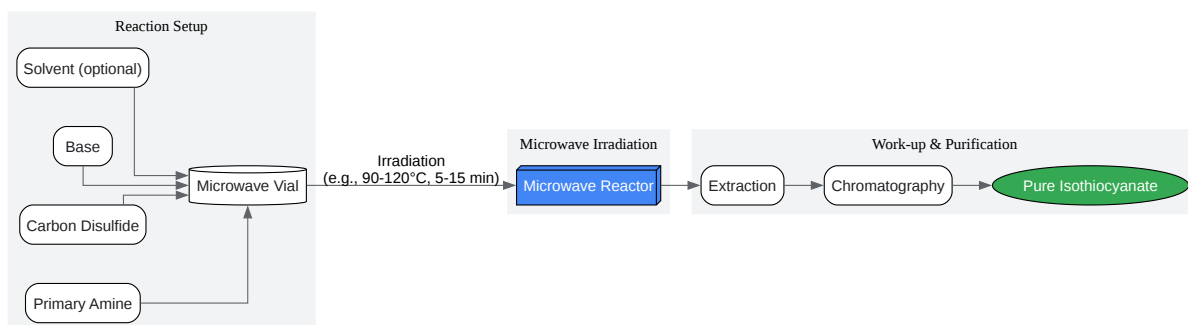 Reaction Setup
Solvent (optional)
Base
Carbon Disulfide
Primary Amine
Microwave Vial
Irradiation
(e.g., 90-120°C, 5-15 min)
Microwave Irradiation
Microwave Reactor
Work-up & Purification
Extraction
Chromatography
Pure Isothiocyanate